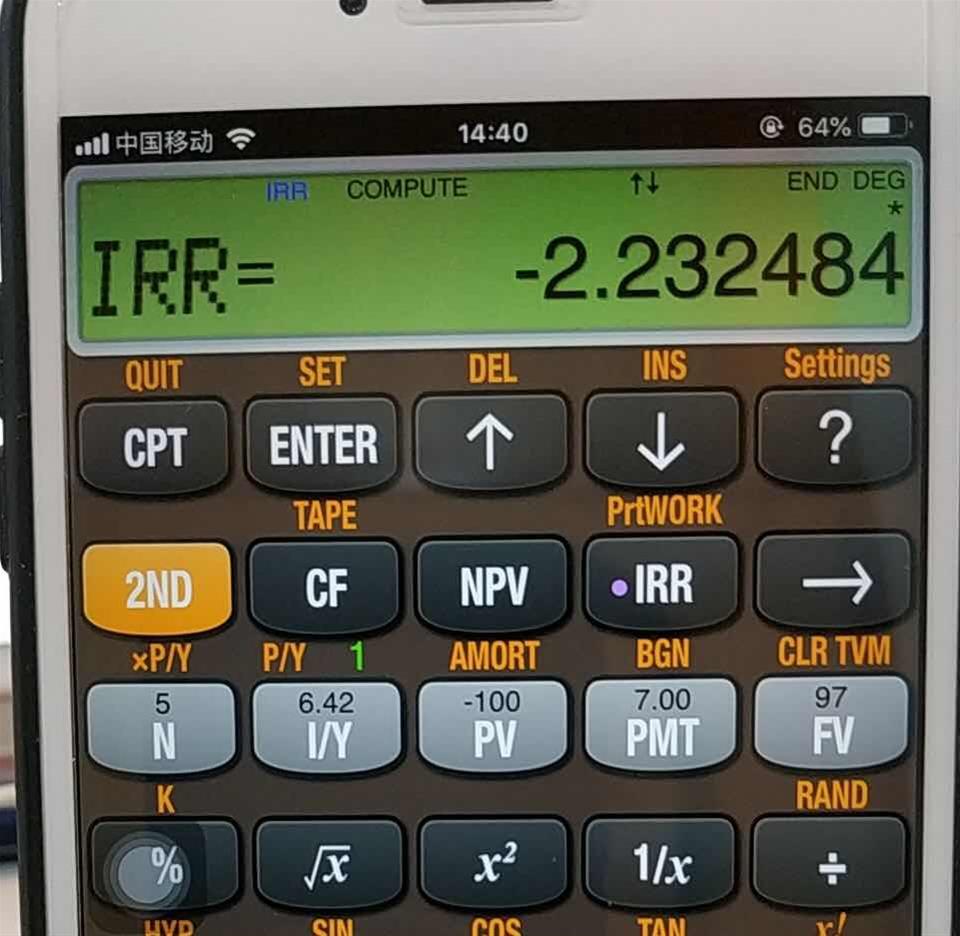 中国移动 14:40 64%
IRR COMPUTE ↑↓ END DEG
*
IRR= -2.232484
QUIT SET DEL INS Settings
CPT ENTER ↑ ↓ ?
TAPE PrtWORK
2ND CF NPV •IRR →
×P/Y P/Y 1 AMORT BGN CLR TVM
5 6.42 -100 7.00 97
N I/Y PV PMT FV
K RAND
% √x x² 1/x ÷
HYP SIN COS TAN x!